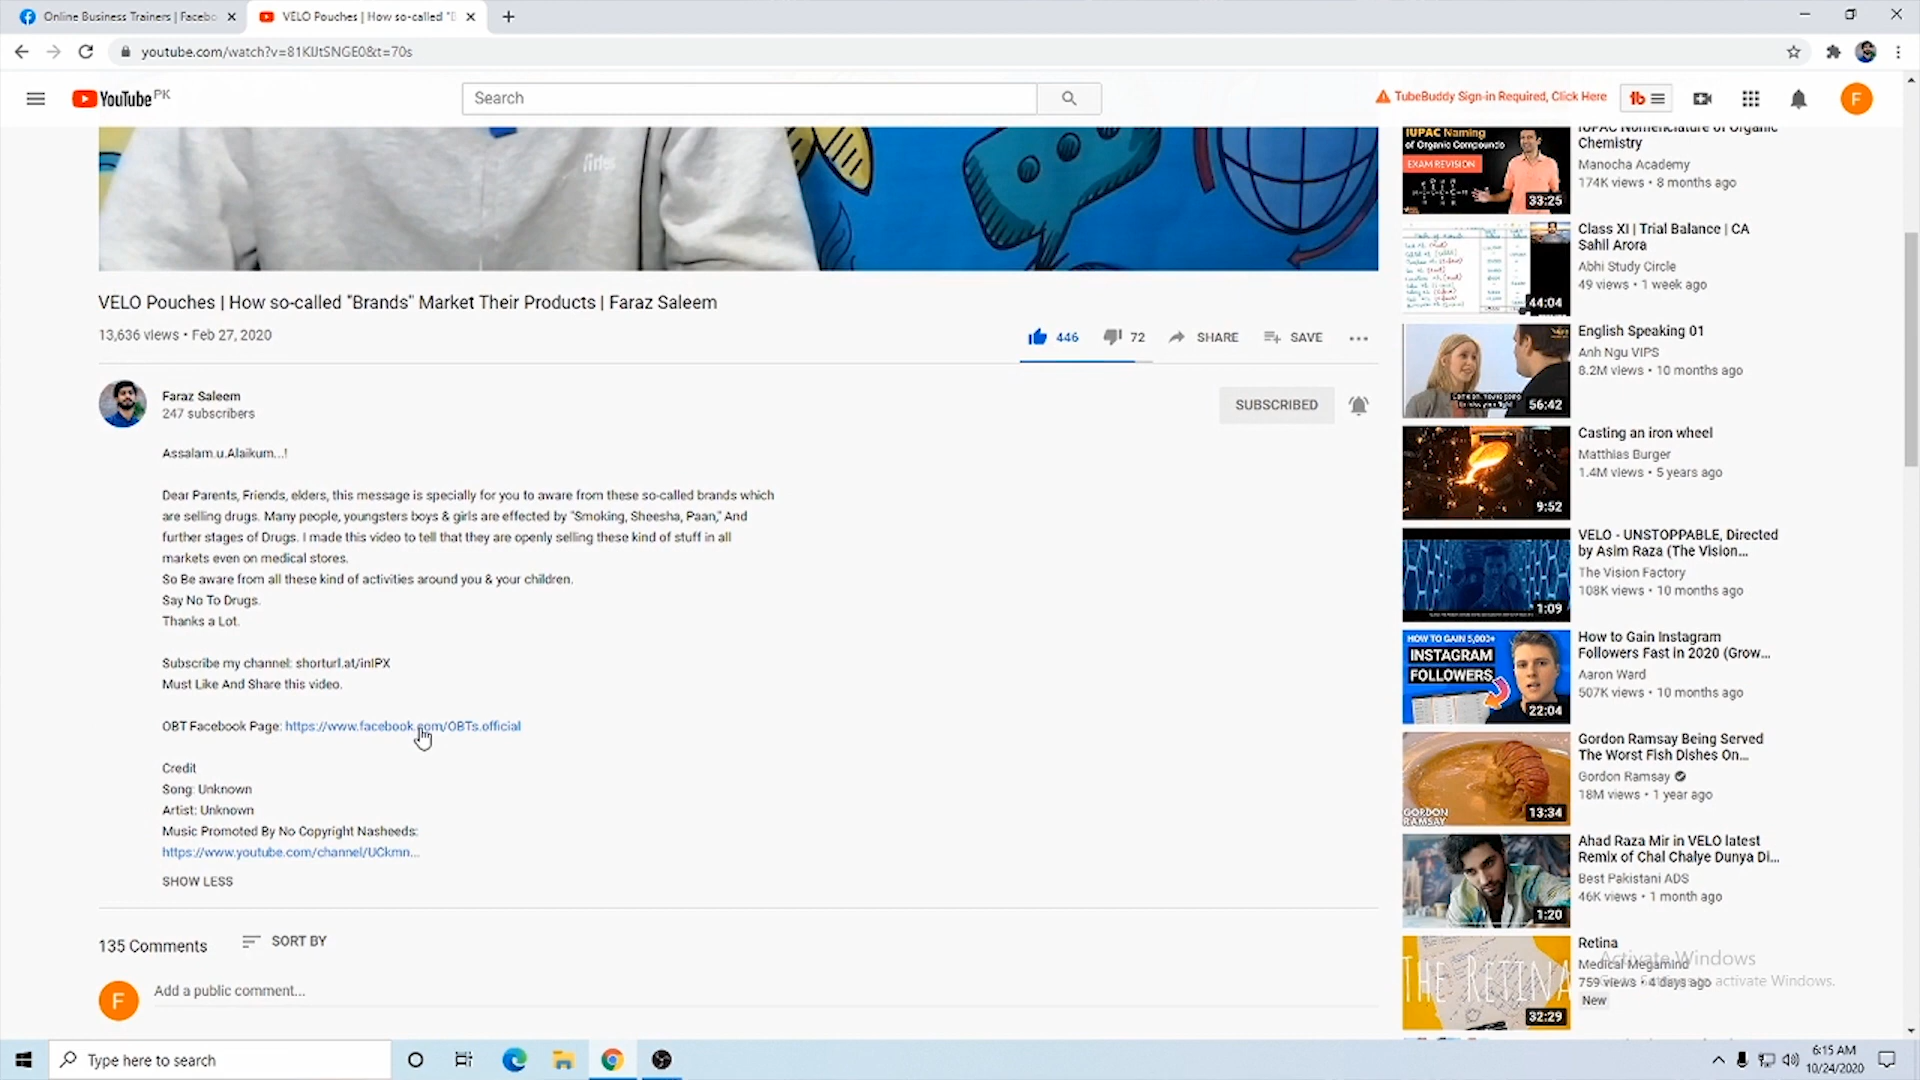 Online Business Trainers | Facebo
VELO Pouches | How so-called "B
youtube.com/watch?v=81KIJtSNGE0&t=70s
YouTube PK
Search
TubeBuddy Sign-in Required, Click Here
tb
F
VELO Pouches | How so-called "Brands" Market Their Products | Faraz Saleem
13,636 views • Feb 27, 2020
446
72
SHARE
SAVE
Faraz Saleem
247 subscribers
SUBSCRIBED
Assalam.u.Alaikum...!
Dear Parents, Friends, elders, this message is specially for you to aware from these so-called brands which
are selling drugs. Many people, youngsters boys & girls are effected by "Smoking, Sheesha, Paan," And
further stages of Drugs. I made this video to tell that they are openly selling these kind of stuff in all
markets even on medical stores.
So Be aware from all these kind of activities around you & your children.
Say No To Drugs.
Thanks a Lot.
Subscribe my channel: shorturl.at/inIPX
Must Like And Share this video.
OBT Facebook Page: https://www.facebook.com/OBTs.official
Credit
Song: Unknown
Artist: Unknown
Music Promoted By No Copyright Nasheeds:
https://www.youtube.com/channel/UCkmn...
SHOW LESS
135 Comments
SORT BY
F
Add a public comment...
IUPAC Naming
of Organic Compounds
EXAM REVISION
33:25
IUPAC Nomenclature of Organic
Chemistry
Manocha Academy
174K views • 8 months ago
44:04
Class XI | Trial Balance | CA
Sahil Arora
Abhi Study Circle
49 views • 1 week ago
56:42
English Speaking 01
Anh Ngu VIPS
8.2M views • 10 months ago
9:52
Casting an iron wheel
Matthias Burger
1.4M views • 5 years ago
1:09
VELO - UNSTOPPABLE, Directed
by Asim Raza (The Vision...
The Vision Factory
108K views • 10 months ago
HOW TO GAIN 5,000+
INSTAGRAM
FOLLOWERS
22:04
How to Gain Instagram
Followers Fast in 2020 (Grow...
Aaron Ward
507K views • 10 months ago
GORDON
RAMSAY
13:34
Gordon Ramsay Being Served
The Worst Fish Dishes On...
Gordon Ramsay
18M views • 1 year ago
1:20
Ahad Raza Mir in VELO latest
Remix of Chal Chalye Dunya Di...
Best Pakistani ADS
46K views • 1 month ago
THE RETINA
32:29
Retina
Medical Megamind
759 views • 4 days ago
New
Activate Windows
activate Windows.
Type here to search
6:15 AM
10/24/2020